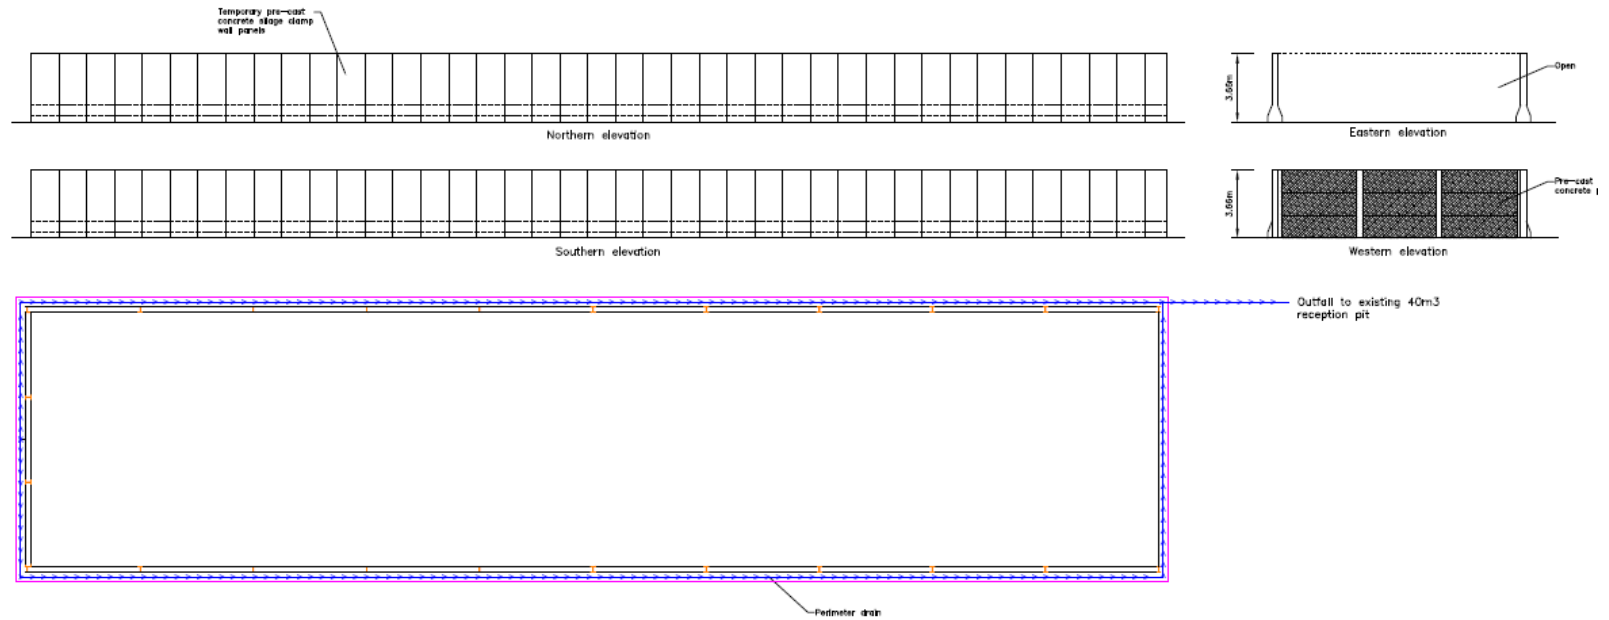 Temporary pre-cast
concrete silage clamp
wall panels
3.66m
Open
Northern elevation
Eastern elevation
3.66m
Pre-cast
concrete
Southern elevation
Western elevation
Outfall to existing 40m3
reception pit
Perimeter drain